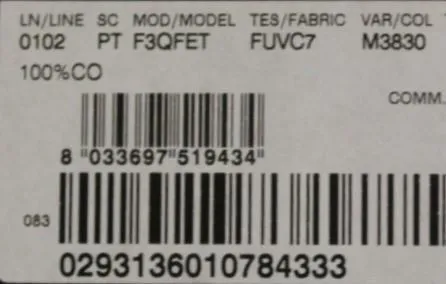 LN/LINE SC MOD/MODEL TES/FABRIC VAR/COL
0102 PT F3QFET FUVC7 M3830
100%CO
COMM.
8 "033697"519434"
083
0293136010784333